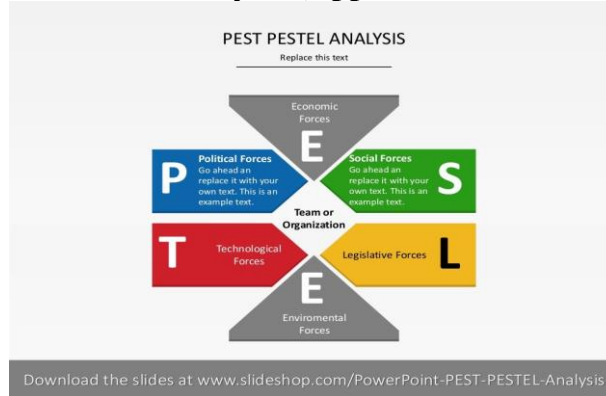 PEST PESTEL ANALYSIS
Replace this text
Economic
Forces
E
P
Political Forces
Go ahead an
replace it with your
own text. This is an
example text.
Social Forces
Go ahead an
replace it with your
own text. This is an
example text.
S
Team or
Organization
T
Technological
Forces
Legislative Forces
L
E
Enviromental
Forces
Download the slides at www.slideshop.com/PowerPoint-PEST-PESTEL-Analysis